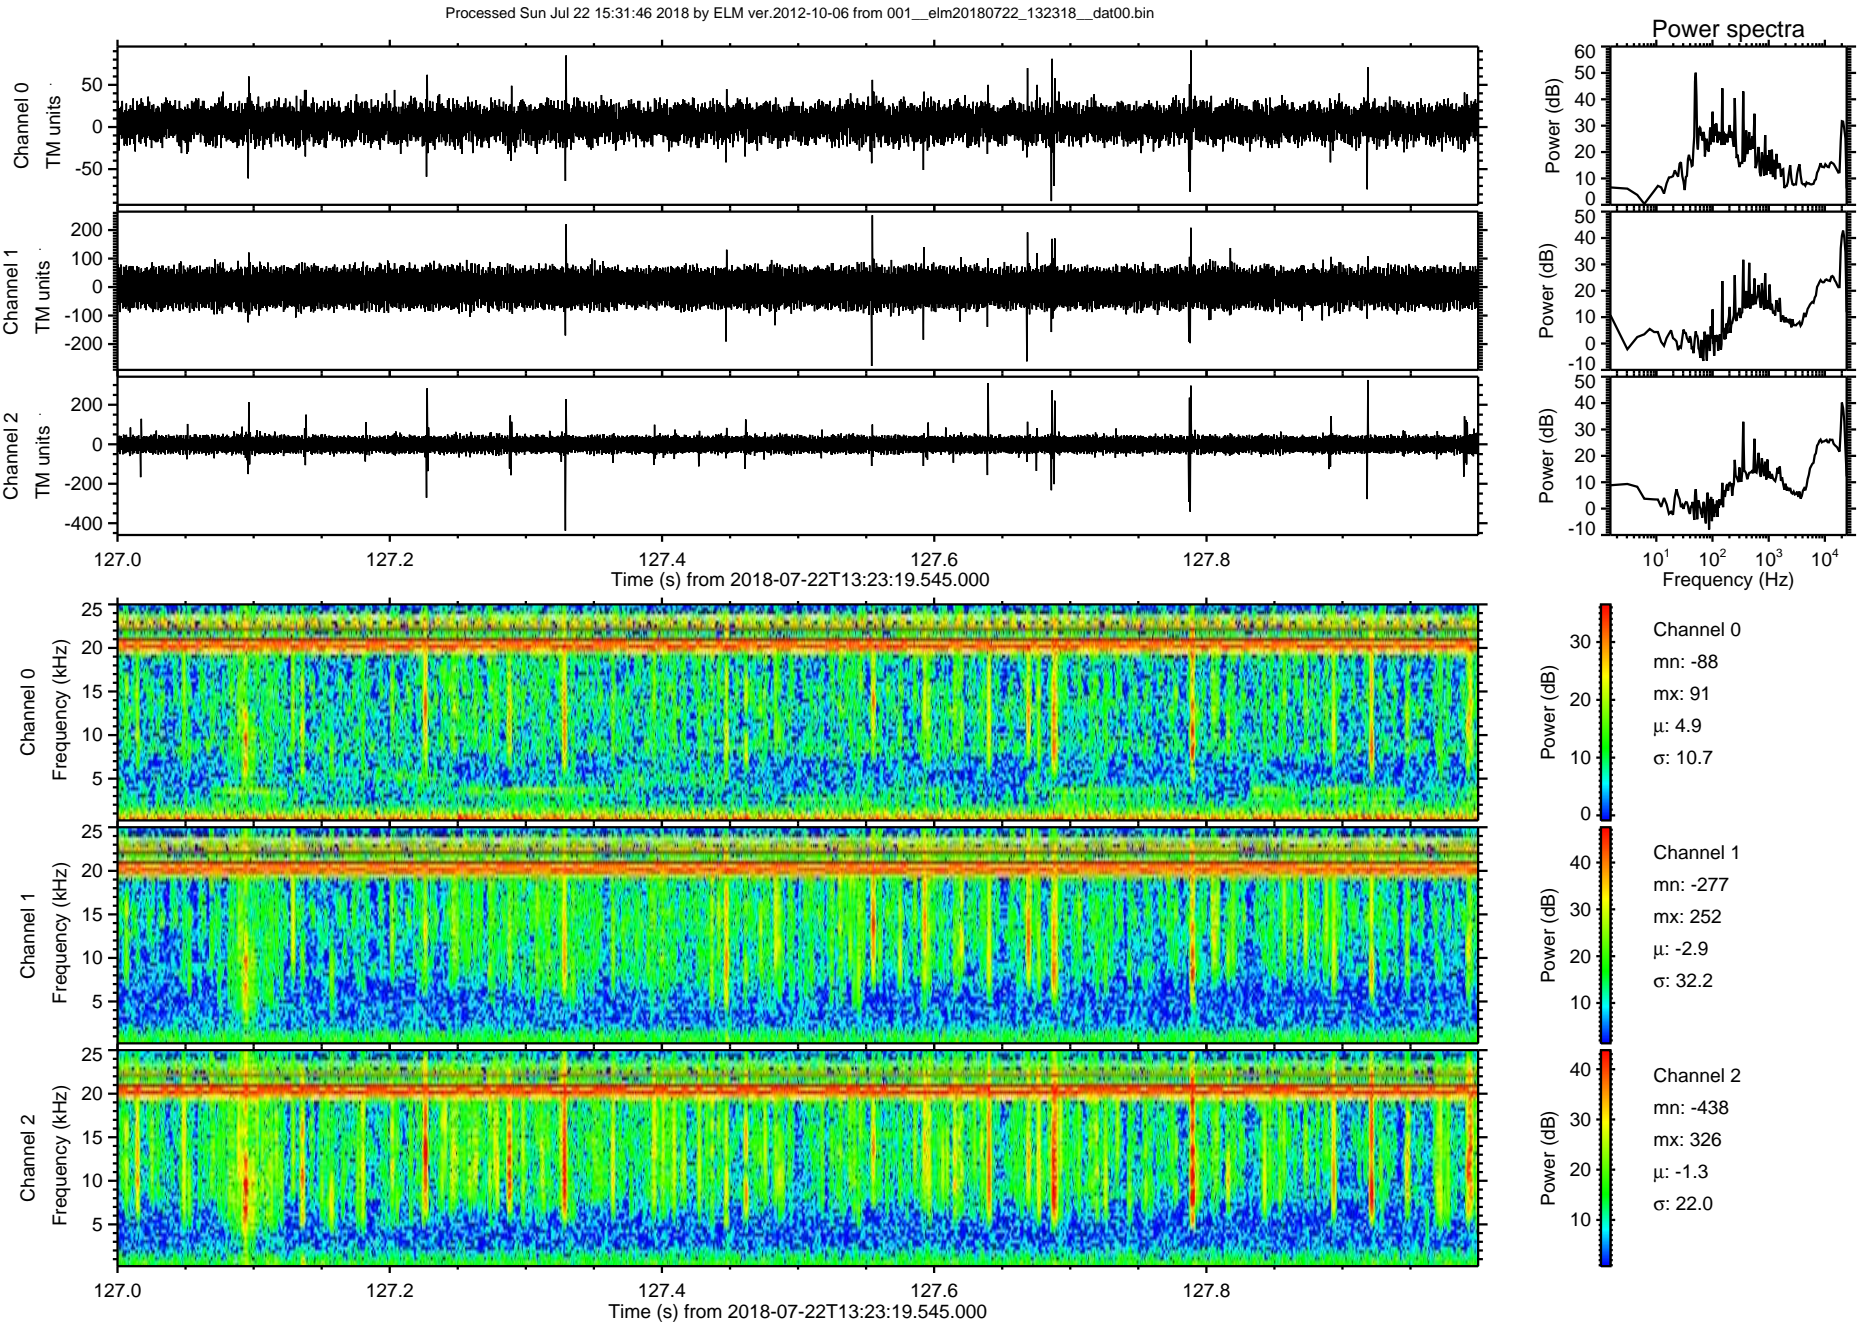 Processed Sun Jul 22 15:31:46 2018 by ELM ver.2012-10-06 from 001__elm20180722_132318__dat00.bin
Power spectra
Channel 0
TM units
50
0
-50
Power (dB)
60
50
40
30
20
10
0
Channel 1
TM units
200
100
0
-100
-200
Power (dB)
50
40
30
20
10
0
-10
Channel 2
TM units
200
0
-200
-400
Power (dB)
50
40
30
20
10
0
-10
127.0 127.2 127.4 127.6 127.8
Time (s) from 2018-07-22T13:23:19.545.000
10¹ 10² 10³ 10⁴
Frequency (Hz)
Channel 0
Frequency (kHz)
25
20
15
10
5
Power (dB)
30
20
10
0
Channel 0
mn: -88
mx: 91
μ: 4.9
σ: 10.7
Channel 1
Frequency (kHz)
25
20
15
10
5
Power (dB)
40
30
20
10
Channel 1
mn: -277
mx: 252
μ: -2.9
σ: 32.2
Channel 2
Frequency (kHz)
25
20
15
10
5
Power (dB)
40
30
20
10
Channel 2
mn: -438
mx: 326
μ: -1.3
σ: 22.0
127.0 127.2 127.4 127.6 127.8
Time (s) from 2018-07-22T13:23:19.545.000